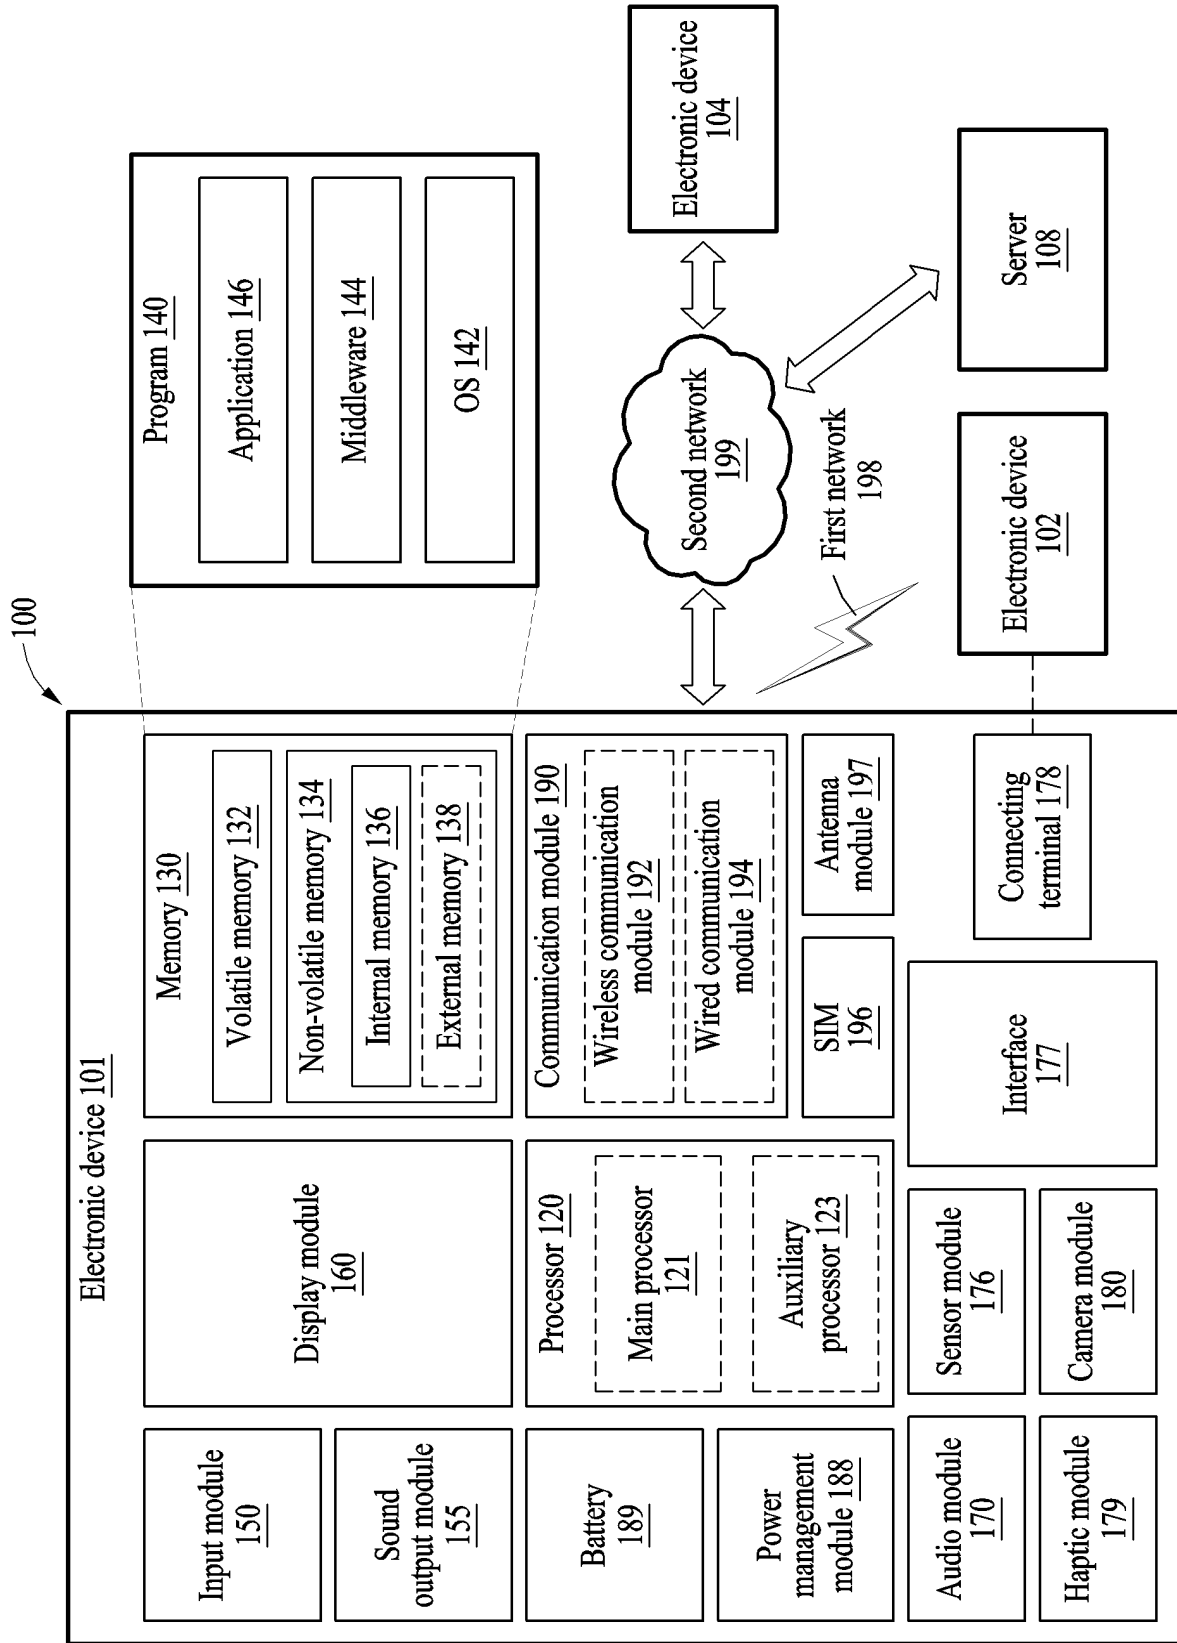 100
Electronic device 101
Input module
150
Sound
output module
155
Battery
189
Power
management
module 188
Audio module
170
Haptic module
179
Display module
160
Processor 120
Main processor
121
Auxiliary
processor 123
Sensor module
176
Camera module
180
Memory 130
Volatile memory 132
Non-volatile memory 134
Internal memory 136
External memory 138
Communication module 190
Wireless communication
module 192
Wired communication
module 194
SIM
196
Antenna
module 197
Interface
177
Connecting
terminal 178
Program 140
Application 146
Middleware 144
OS 142
Second network
199
First network
198
Electronic device
104
Electronic device
102
Server
108